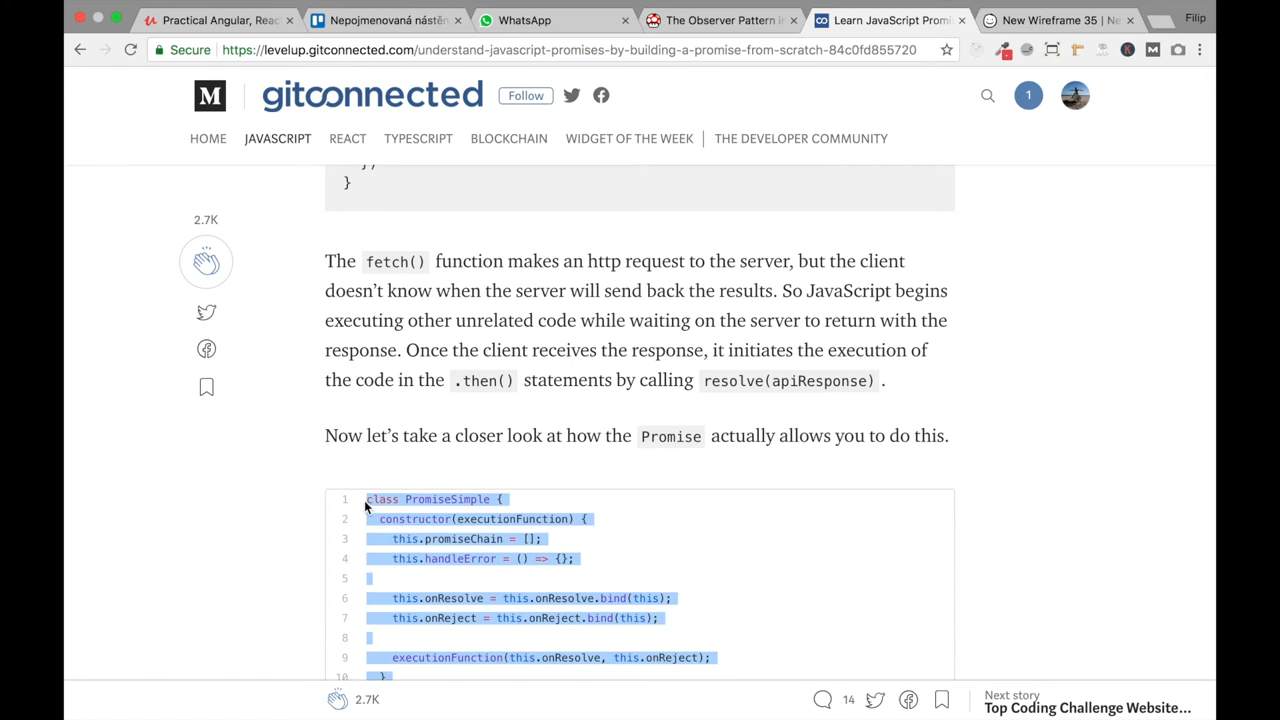 Practical Angular, Reac
Nepojmenovaná nástěn
WhatsApp
The Observer Pattern i
Learn JavaScript Promi
New Wireframe 35 | Ne
Filip
Secure
https://levelup.gitconnected.com/understand-javascript-promises-by-building-a-promise-from-scratch-84c0fd855720
M
gitconnected
Follow
1
HOME
JAVASCRIPT
REACT
TYPESCRIPT
BLOCKCHAIN
WIDGET OF THE WEEK
THE DEVELOPER COMMUNITY
}
2.7K
The fetch() function makes an http request to the server, but the client
doesn’t know when the server will send back the results. So JavaScript begins
executing other unrelated code while waiting on the server to return with the
response. Once the client receives the response, it initiates the execution of
the code in the .then() statements by calling resolve(apiResponse) .
Now let’s take a closer look at how the Promise actually allows you to do this.
1 class PromiseSimple {
2 constructor(executionFunction) {
3 this.promiseChain = [];
4 this.handleError = () => {};
5
6 this.onResolve = this.onResolve.bind(this);
7 this.onReject = this.onReject.bind(this);
8
9 executionFunction(this.onResolve, this.onReject);
10 }
2.7K
14
Next story
Top Coding Challenge Website...